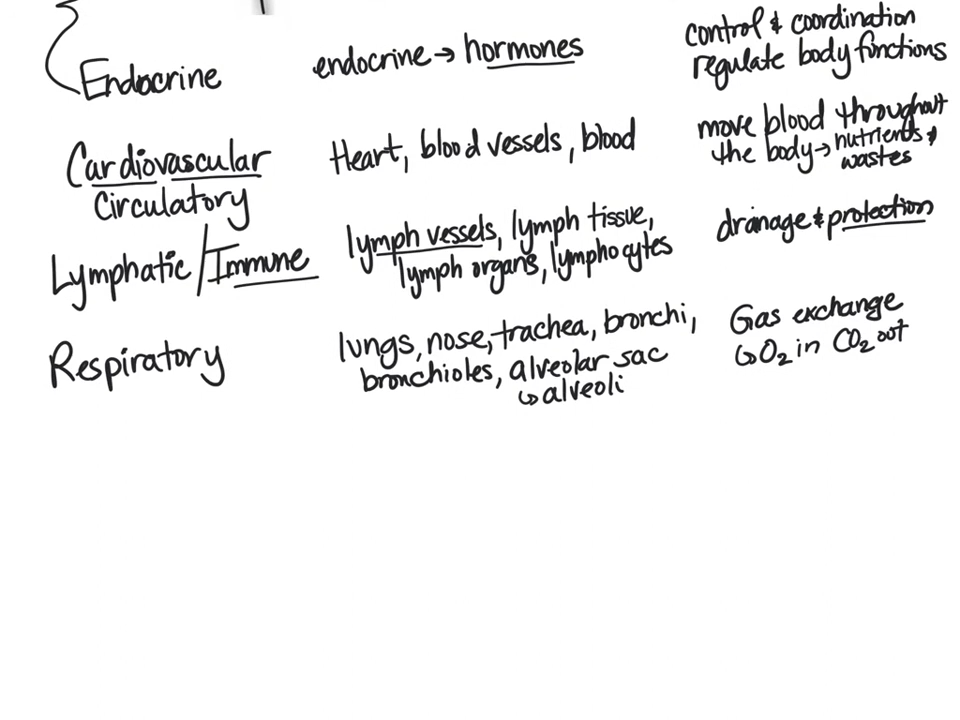 Endocrine endocrine → hormones control & coordination
regulate body functions
Cardiovascular Heart, blood vessels, blood move blood throughout
the body → nutrients &
wastes
Circulatory
Lymphatic / Immune lymph vessels, lymph tissue, drainage & protection
lymph organs, lymphocytes
Respiratory lungs, nose, trachea, bronchi, Gas exchange
bronchioles, alveolar sac ↳ O₂ in CO₂ out
↳ alveoli